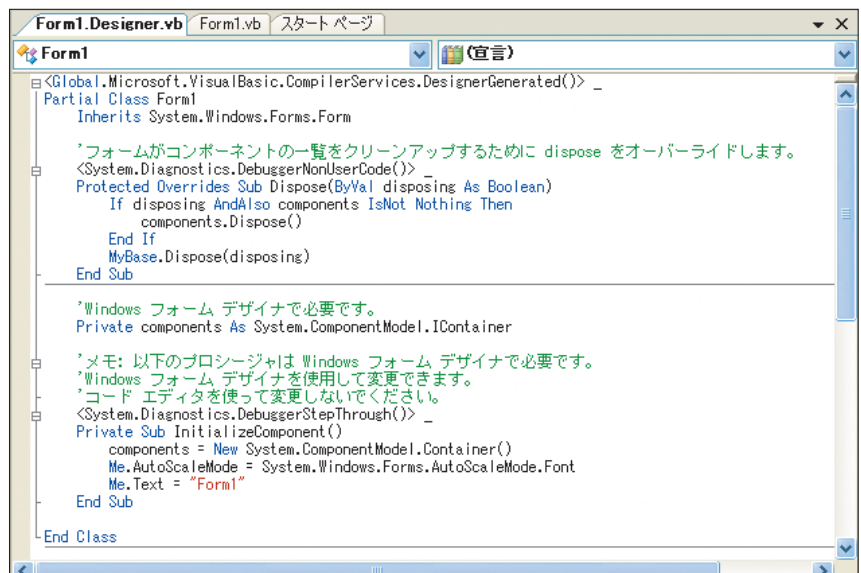 Form1.Designer.vb Form1.vb スタート ページ
Form1 (宣言)
<Global.Microsoft.VisualBasic.CompilerServices.DesignerGenerated()> _
Partial Class Form1
    Inherits System.Windows.Forms.Form
    'フォームがコンポーネントの一覧をクリーンアップするために dispose をオーバーライドします。
    <System.Diagnostics.DebuggerNonUserCode()> _
    Protected Overrides Sub Dispose(ByVal disposing As Boolean)
        If disposing AndAlso components IsNot Nothing Then
            components.Dispose()
        End If
        MyBase.Dispose(disposing)
    End Sub
    'Windows フォーム デザイナで必要です。
    Private components As System.ComponentModel.IContainer
    'メモ: 以下のプロシージャは Windows フォーム デザイナで必要です。
    'Windows フォーム デザイナを使用して変更できます。
    'コード エディタを使って変更しないでください。
    <System.Diagnostics.DebuggerStepThrough()> _
    Private Sub InitializeComponent()
        components = New System.ComponentModel.Container()
        Me.AutoScaleMode = System.Windows.Forms.AutoScaleMode.Font
        Me.Text = "Form1"
    End Sub
End Class